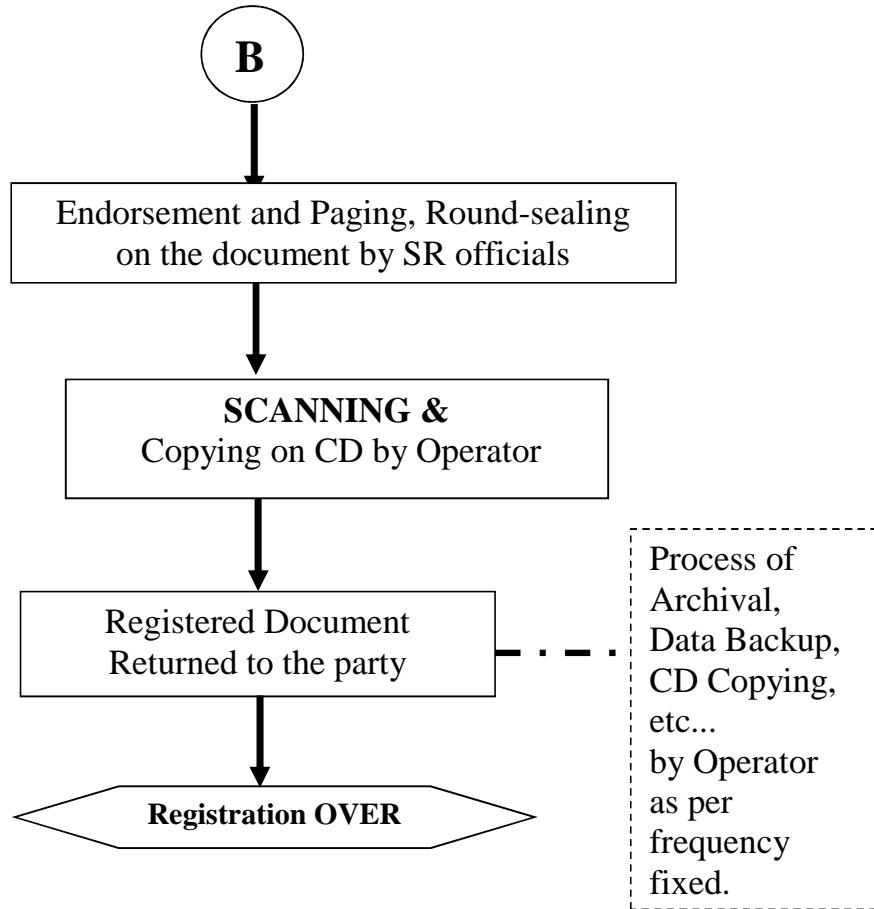 B
Endorsement and Paging, Round-sealing
on the document by SR officials
SCANNING &
Copying on CD by Operator
Registered Document
Returned to the party
Process of
Archival,
Data Backup,
CD Copying,
etc...
by Operator
as per
frequency
fixed.
Registration OVER